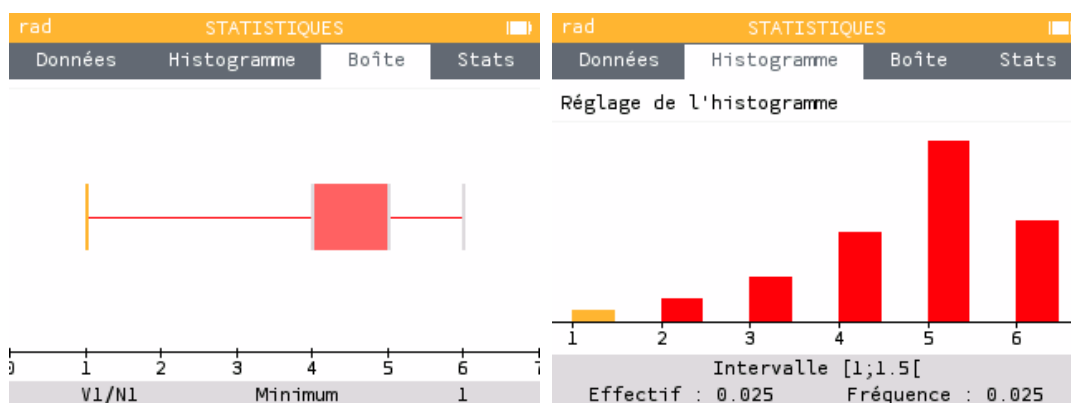 rad STATISTIQUES
Données Histogramme Boîte Stats
0 1 2 3 4 5 6 7
V1/N1 Minimum 1
rad STATISTIQUES
Données Histogramme Boîte Stats
Réglage de l'histogramme
1 2 3 4 5 6
Intervalle [1;1.5[
Effectif : 0.025 Fréquence : 0.025